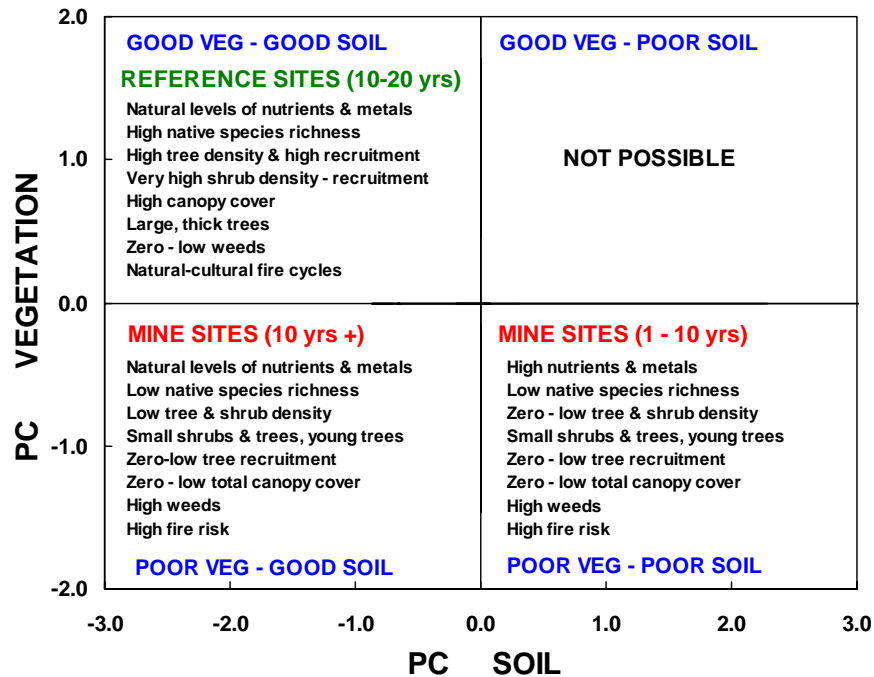 2.0
GOOD VEG - GOOD SOIL
REFERENCE SITES (10-20 yrs)
Natural levels of nutrients & metals
High native species richness
High tree density & high recruitment
Very high shrub density - recruitment
High canopy cover
Large, thick trees
Zero - low weeds
Natural-cultural fire cycles
GOOD VEG - POOR SOIL
NOT POSSIBLE
1.0
0.0
MINE SITES (10 yrs +)
Natural levels of nutrients & metals
Low native species richness
Low tree & shrub density
Small shrubs & trees, young trees
Zero-low tree recruitment
Zero - low total canopy cover
High weeds
High fire risk
POOR VEG - GOOD SOIL
MINE SITES (1 - 10 yrs)
High nutrients & metals
Low native species richness
Zero - low tree & shrub density
Small shrubs & trees, young trees
Zero - low tree recruitment
Zero - low total canopy cover
High weeds
High fire risk
POOR VEG - POOR SOIL
-1.0
-2.0
PC VEGETATION
-3.0 -2.0 -1.0 0.0 1.0 2.0 3.0
PC SOIL